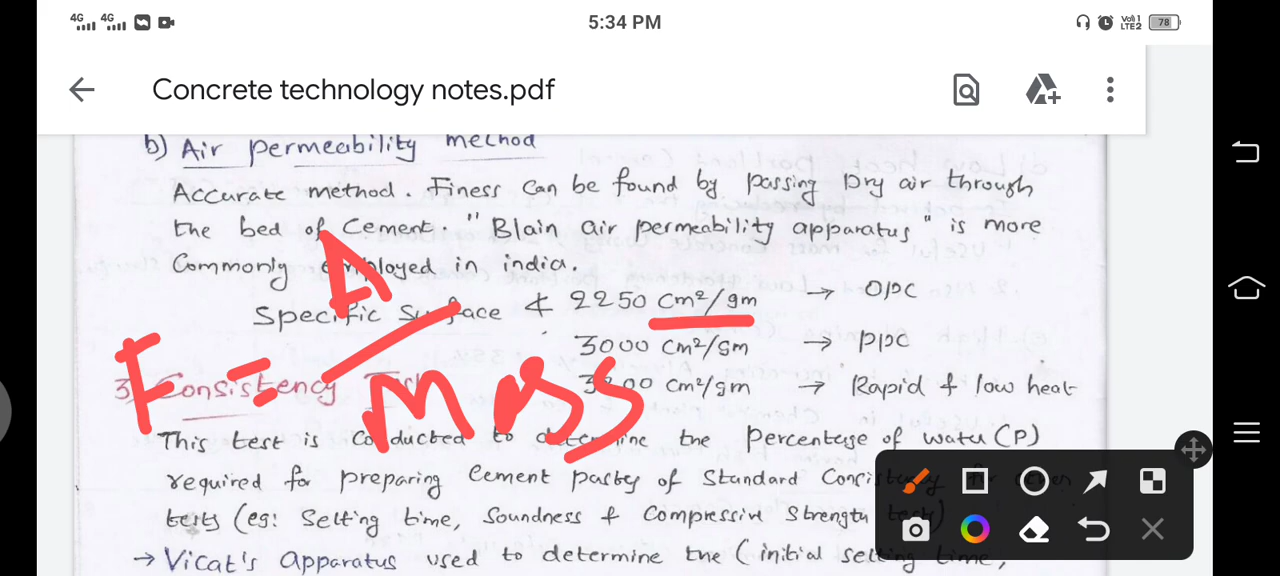 4G 4G 5:34 PM Vo)) 1 LTE2 78
Concrete technology notes.pdf
b) Air permeability method
Accurate method. Finess can be found by passing Dry air through
the bed of Cement. "Blain air permeability apparatus" is more
Commonly employed in india.
Specific Surface ≮ 2250 cm²/gm → OPC
3000 cm²/gm → PPC
3200 cm²/gm → Rapid & low heat
F = A / Mass
3) Consistency
This test is Conducted to determine the Percentage of water (P)
required for preparing Cement paste of Standard
tests (eg: Setting time, Soundness & Compressive Strength
→ Vicat's Apparatus used to determine the (initial setting time,